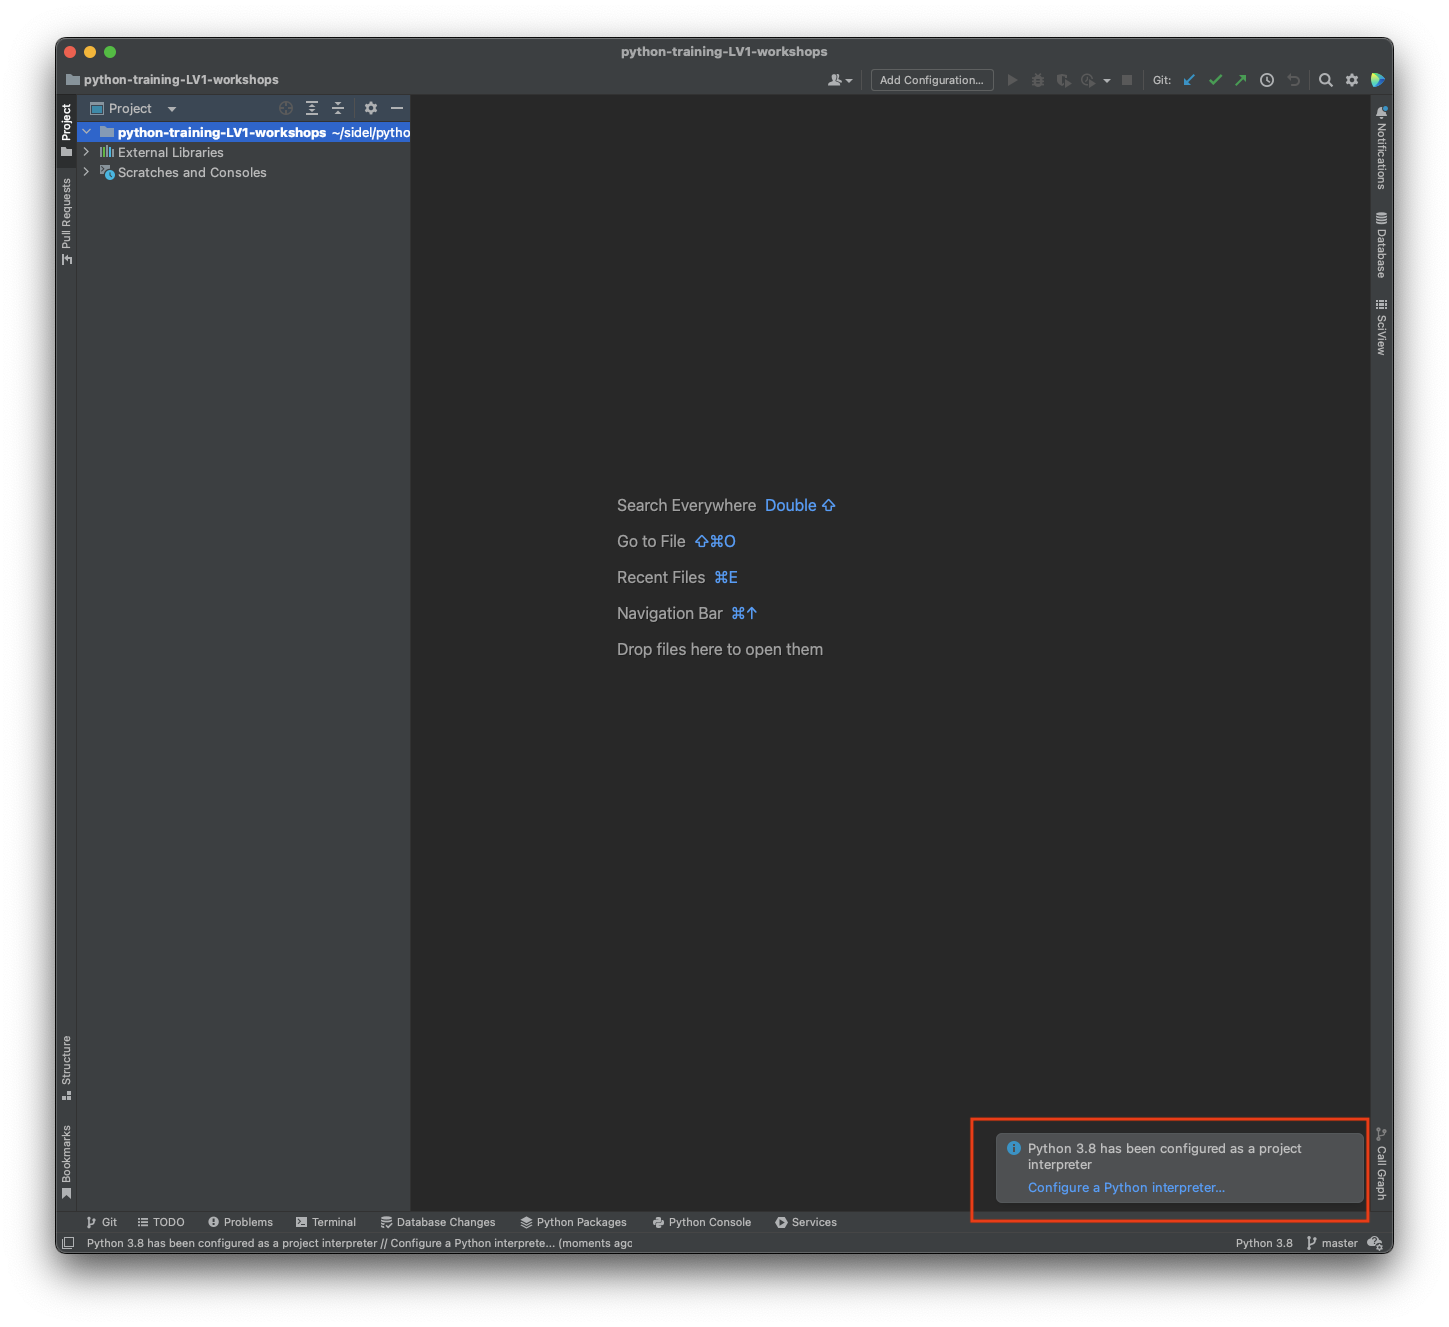 python-training-LV1-workshops
python-training-LV1-workshops
Add Configuration...
Git:
Project
python-training-LV1-workshops ~/sidel/pytho
External Libraries
Scratches and Consoles
Project
Pull Requests
Structure
Bookmarks
Search Everywhere Double ⇧
Go to File ⇧⌘O
Recent Files ⌘E
Navigation Bar ⌘↑
Drop files here to open them
Notifications
Database
SciView
Call Graph
Python 3.8 has been configured as a project
interpreter
Configure a Python interpreter...
Git TODO Problems Terminal Database Changes Python Packages Python Console Services
Python 3.8 has been configured as a project interpreter // Configure a Python interprete... (moments agc
Python 3.8 master